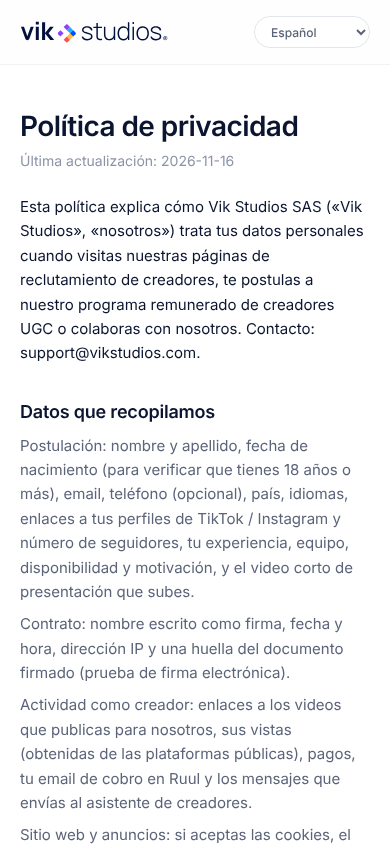 vik studios®
Español
Política de privacidad
Última actualización: 2026-11-16
Esta política explica cómo Vik Studios SAS («Vik
Studios», «nosotros») trata tus datos personales
cuando visitas nuestras páginas de
reclutamiento de creadores, te postulas a
nuestro programa remunerado de creadores
UGC o colaboras con nosotros. Contacto:
support@vikstudios.com.
Datos que recopilamos
Postulación: nombre y apellido, fecha de
nacimiento (para verificar que tienes 18 años o
más), email, teléfono (opcional), país, idiomas,
enlaces a tus perfiles de TikTok / Instagram y
número de seguidores, tu experiencia, equipo,
disponibilidad y motivación, y el video corto de
presentación que subes.
Contrato: nombre escrito como firma, fecha y
hora, dirección IP y una huella del documento
firmado (prueba de firma electrónica).
Actividad como creador: enlaces a los videos
que publicas para nosotros, sus vistas
(obtenidas de las plataformas públicas), pagos,
tu email de cobro en Ruul y los mensajes que
envías al asistente de creadores.
Sitio web y anuncios: si aceptas las cookies, el